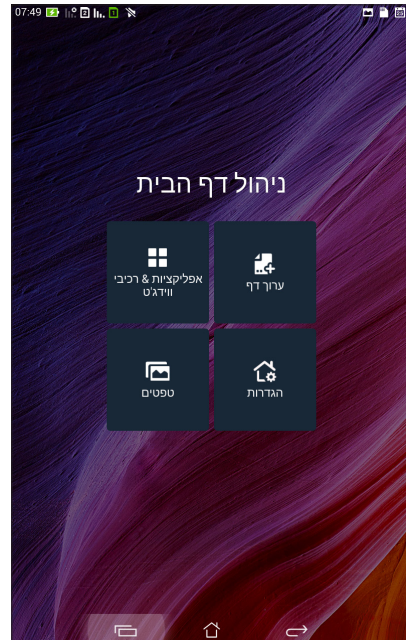 07:49
ניהול דף הבית
ערוך דף
אפליקציות & רכיבי
ווידג'ט
הגדרות
טפטים